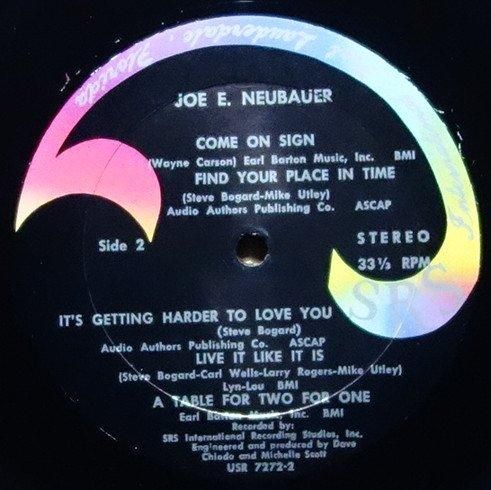 Lauderdale, Florida
JOE E. NEUBAUER
COME ON SIGN
(Wayne Carson) Earl Barton Music, Inc. BMI
FIND YOUR PLACE IN TIME
(Steve Bogard-Mike Utley)
Audio Authors Publishing Co. ASCAP
Side 2
STEREO
33⅓ RPM
SRS
IT'S GETTING HARDER TO LOVE YOU
(Steve Bogard)
Audio Authors Publishing Co. ASCAP
LIVE IT LIKE IT IS
(Steve Bogard-Carl Wells-Larry Rogers-Mike Utley)
Lyn-Lou BMI
A TABLE FOR TWO FOR ONE
Earl Barton Music, Inc. BMI
Recorded by:
SRS International Recording Studios, Inc.
Engineered and produced by Dave
Chiodo and Michelle Scott
USR 7272-2